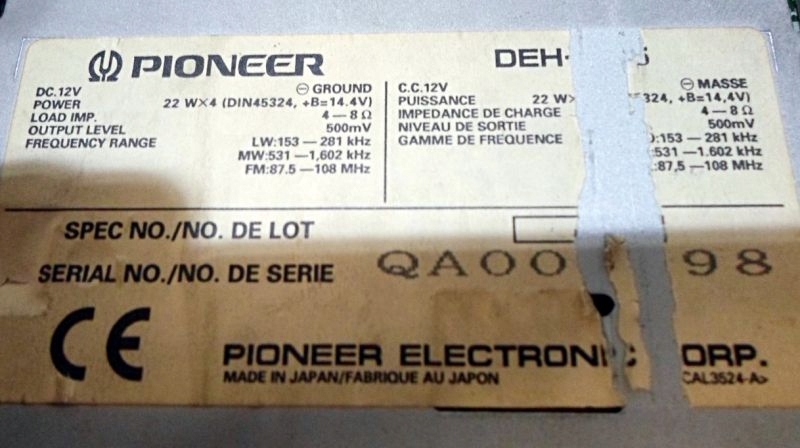 PIONEER
DEH-
DC.12V
⊖ GROUND
POWER 22 W×4 (DIN45324, +B=14.4V)
LOAD IMP. 4—8 Ω
OUTPUT LEVEL 500mV
FREQUENCY RANGE LW:153—281 kHz
MW:531—1,602 kHz
FM:87.5—108 MHz
C.C.12V
⊖ MASSE
PUISSANCE 22 W 324, +B=14,4V)
IMPEDANCE DE CHARGE 4—8 Ω
NIVEAU DE SORTIE 500mV
GAMME DE FREQUENCE :153—281 kHz
:531—1.602 kHz
:87,5—108 MHz
SPEC NO./NO. DE LOT
SERIAL NO./NO. DE SERIE QA00 98
CE
PIONEER ELECTRONIC CORP.
MADE IN JAPAN/FABRIQUE AU JAPON
CAL3524-A>